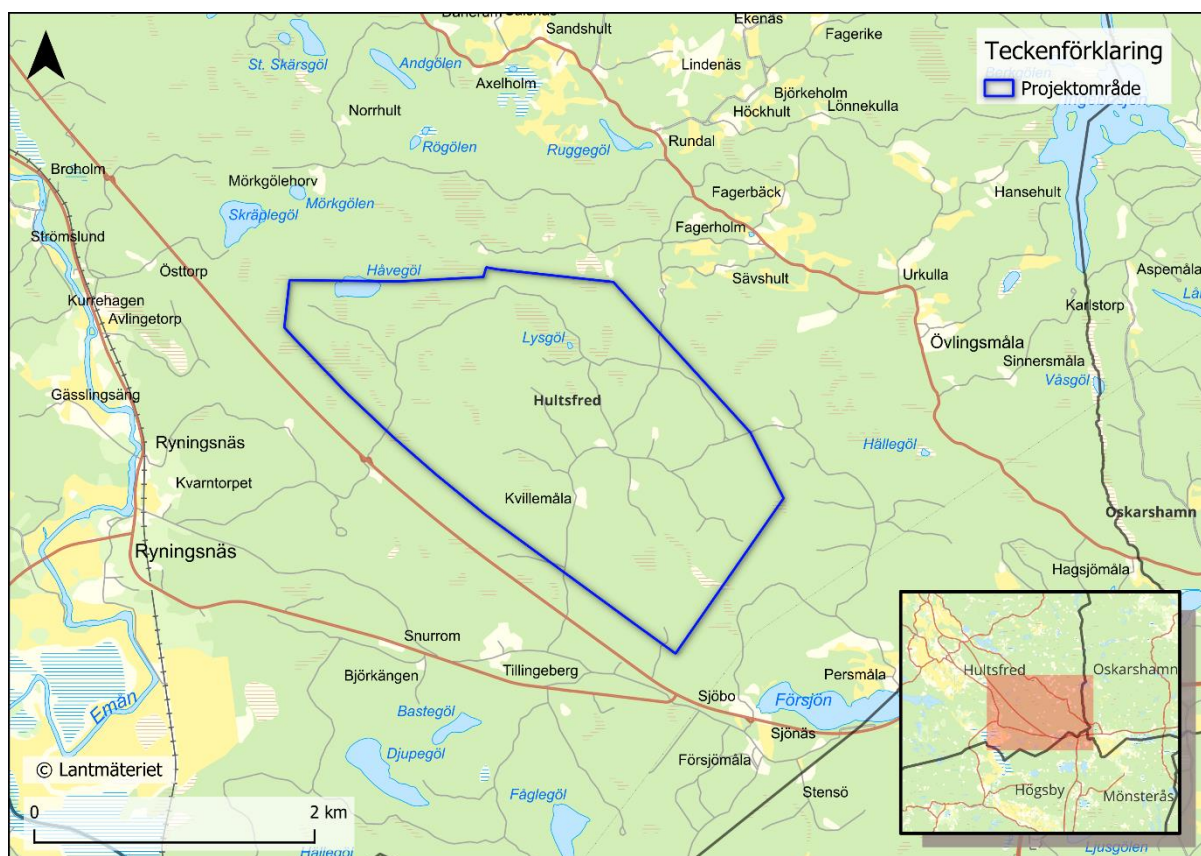 Sandshult
Ekenäs
Fagerike
St. Skärsgöl
Andgölen
Axelholm
Lindenäs
Teckenförklaring
Projektområde
Björkeholm
Lönnekulla
Höckhult
Norrhult
Rögölen
Ruggegöl
Rundal
Broholm
Mörkgölehorv
Mörkgölen
Fagerbäck
Hansehult
Skräplegöl
Strömslund
Fagerholm
Östtorp
Håvegöl
Sävshult
Urkulla
Aspemåla
Kurrehagen
Avlingetorp
Karlstorp
Lysgöl
Övlingsmåla
Sinnersmåla
Våsgöl
Gässlingsäng
Hultsfred
Ryningsnäs
Hällegöl
Kvarntorpet
Kvillemåla
Oskarshamn
Ryningsnäs
Hagsjömåla
Snurrom
Björkängen
Tillingeberg
Persmåla
Sjöbo
Försjön
Emån
Bastegöl
Sjönäs
Djupegöl
Försjömåla
Stensö
Fåglegöl
Hultsfred
Oskarshamn
Högsby
Mönsterås
© Lantmäteriet
0 2 km
Ljusgölen